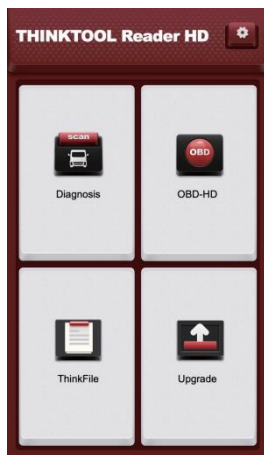 THINKTOOL Reader HD
scan
Diagnosis
OBD
OBD-HD
ThinkFile
Upgrade